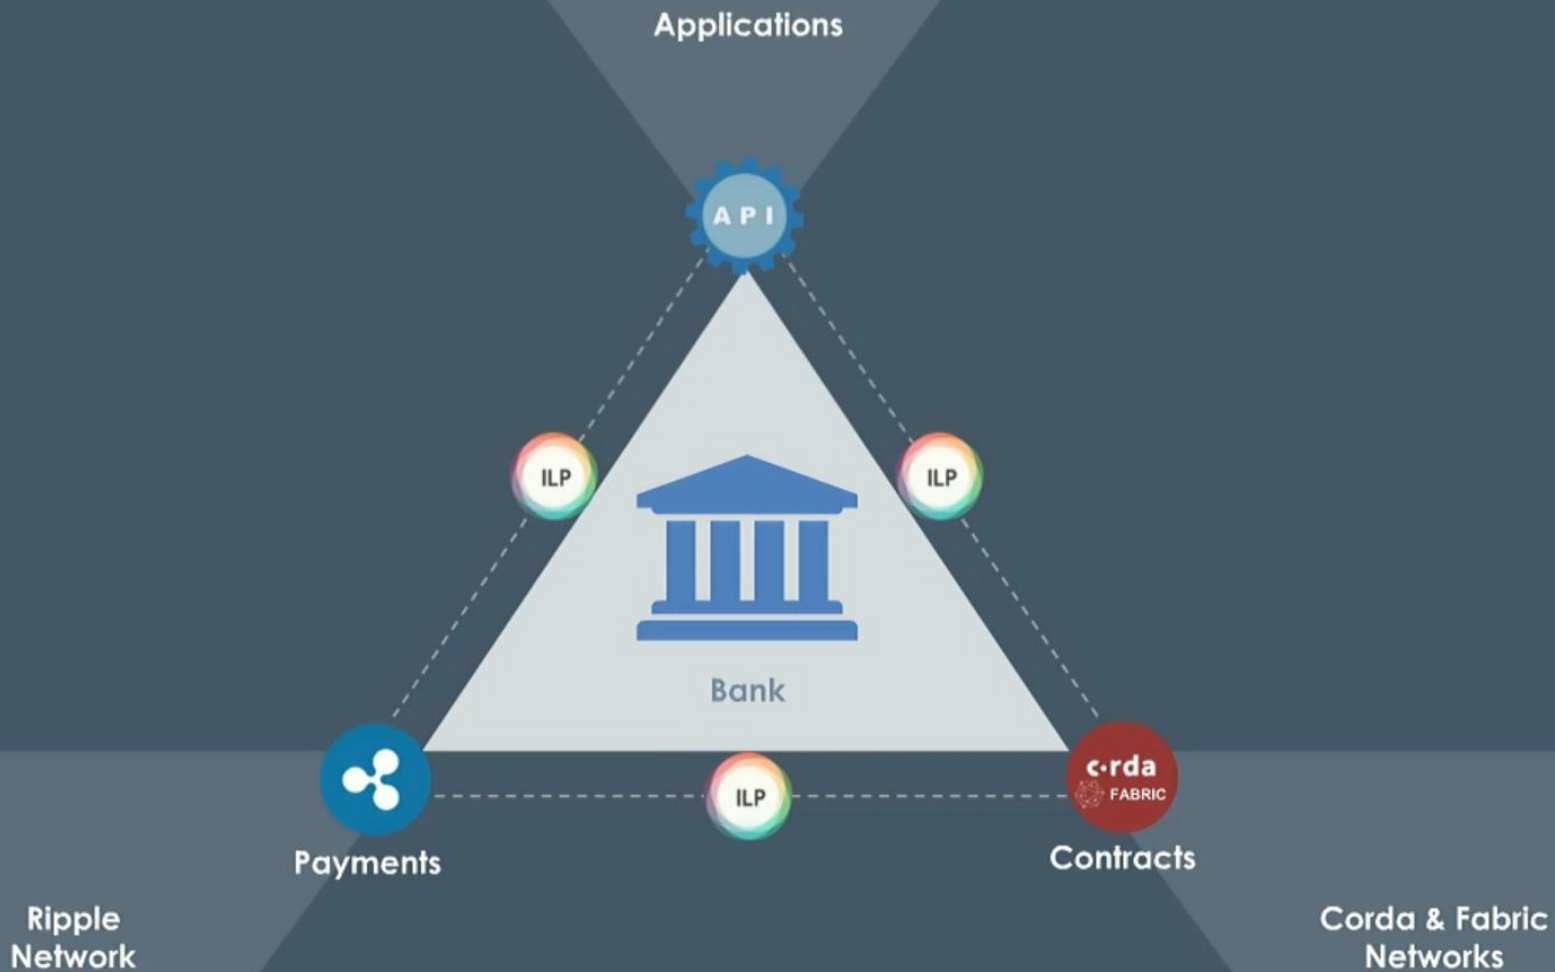 Applications
API
ILP
ILP
Bank
ILP
c·rda
FABRIC
Payments
Contracts
Ripple
Network
Corda & Fabric
Networks